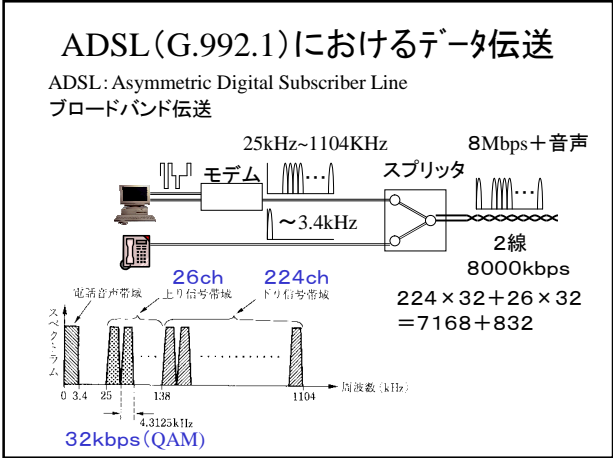 ADSL(G.992.1)におけるデータ伝送
ADSL:Asymmetric Digital Subscriber Line
ブロードバンド伝送
25kHz~1104KHz
8Mbps+音声
モデム
スプリッタ
~3.4kHz
2線
8000kbps
26ch
224ch
224×32+26×32
=7168+832
電話音声帯域
上り信号帯域
下り信号帯域
スペクトラム
0 3.4 25 138 1104
周波数(kHz)
4.3125kHz
32kbps(QAM)